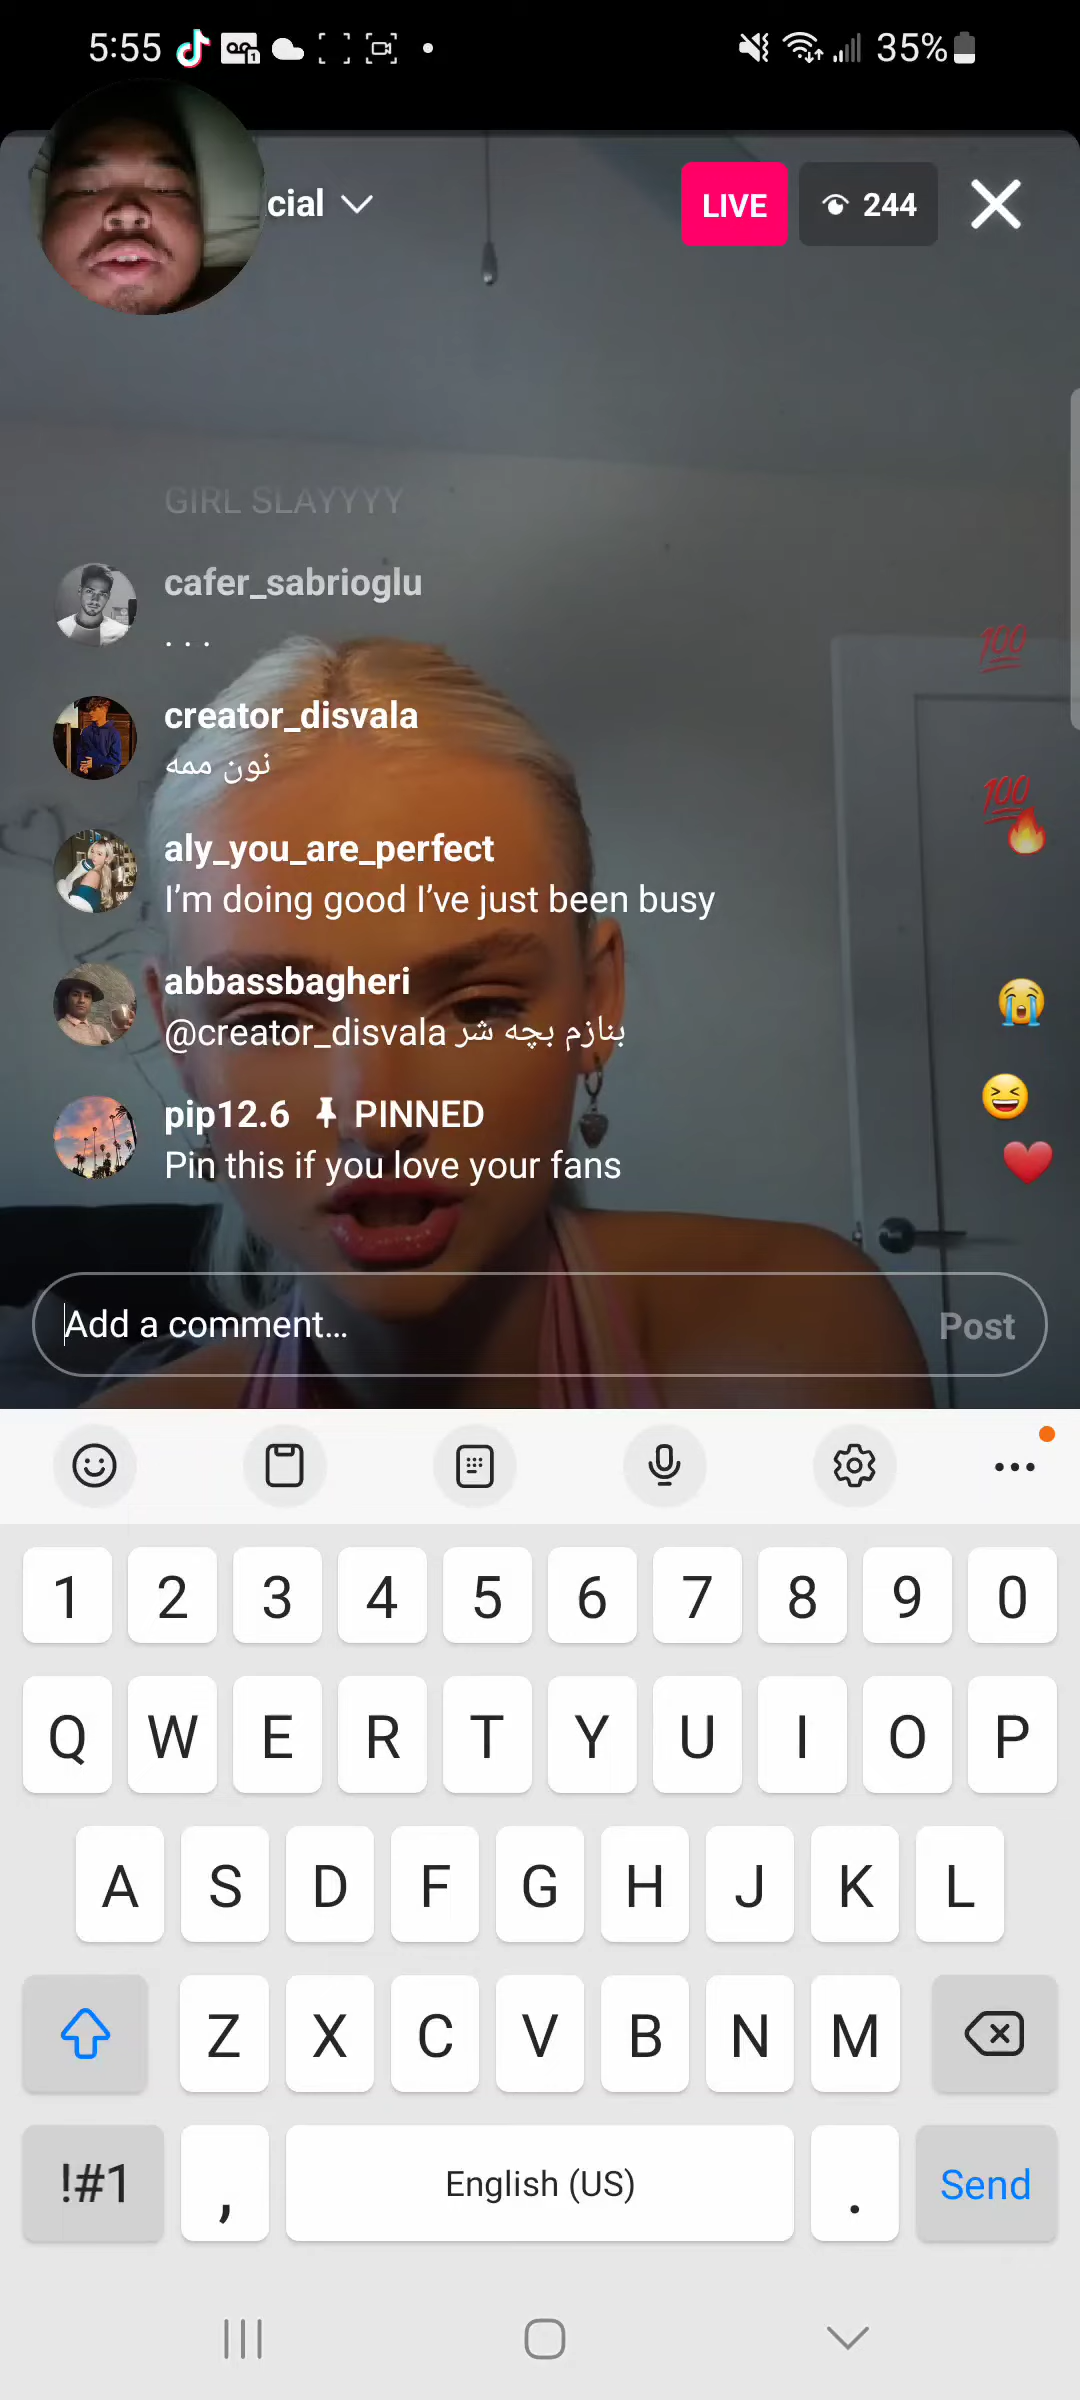 5:55
35%
cial
LIVE
244
GIRL SLAYYYY
cafer_sabrioglu
. . .
creator_disvala
نون ممه
aly_you_are_perfect
I’m doing good I’ve just been busy
abbassbagheri
@creator_disvala بنازم بچه شر
pip12.6 PINNED
Pin this if you love your fans
Add a comment...
Post
1 2 3 4 5 6 7 8 9 0
Q W E R T Y U I O P
A S D F G H J K L
Z X C V B N M
!#1 , English (US) . Send